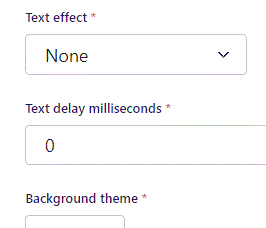 Text effect *
None
Text delay milliseconds *
0
Background theme *